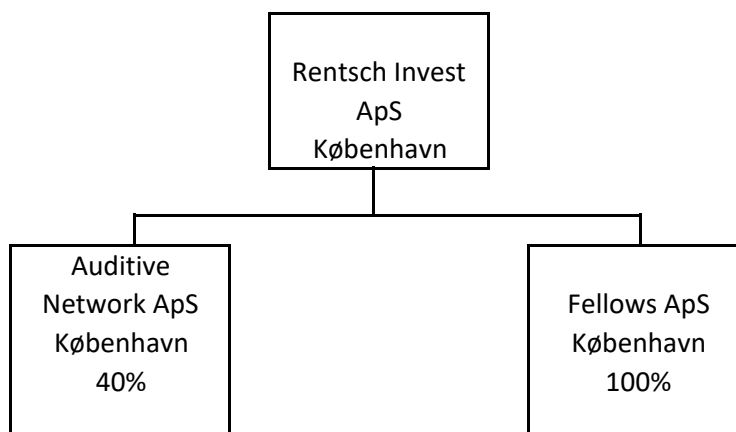 Rentsch Invest
ApS
København
Auditive
Network ApS
København
40%
Fellows ApS
København
100%